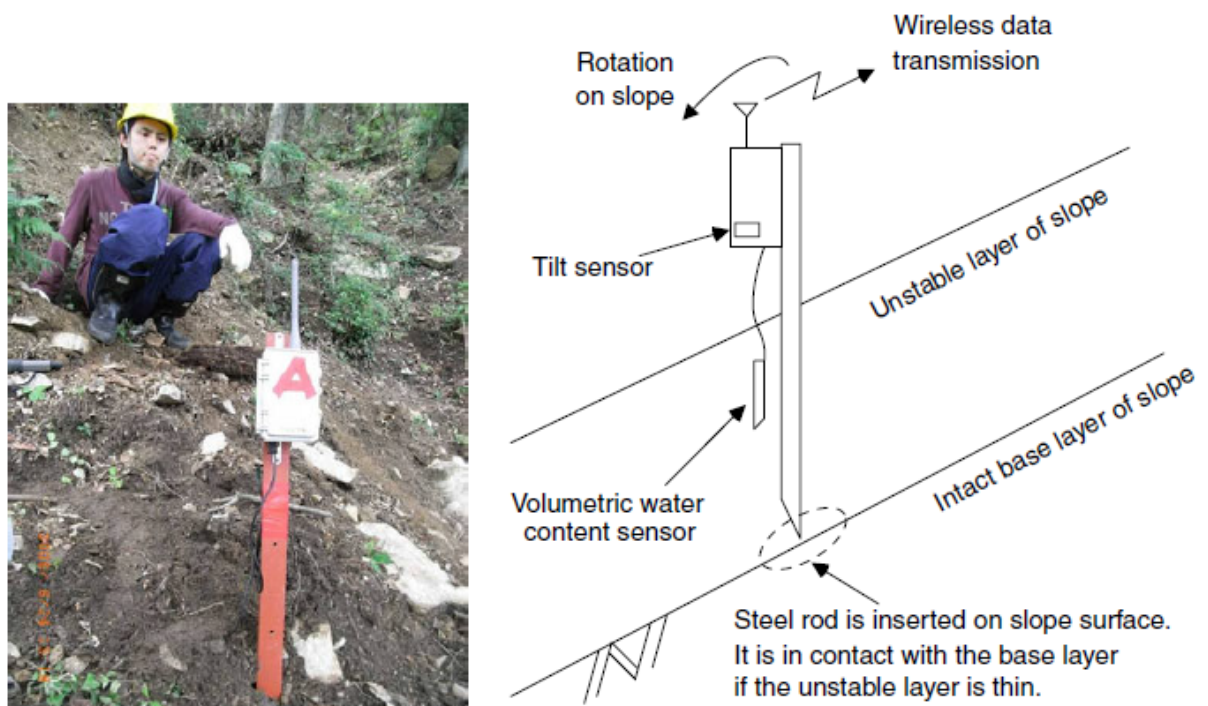 A
Rotation
on slope
Wireless data
transmission
Tilt sensor
Unstable layer of slope
Volumetric water
content sensor
Intact base layer of slope
Steel rod is inserted on slope surface.
It is in contact with the base layer
if the unstable layer is thin.